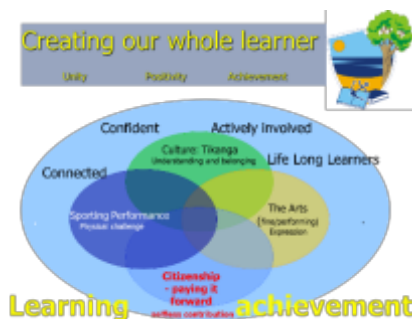 Creating our whole learner
Unity Positivity Achievement
Confident Actively Involved
Culture: Tikanga
Understanding and belonging
Life Long Learners
Connected
Sporting Performance
Physical challenge
The Arts
(fine/performing)
Expression
Citizenship
- paying it
forward
selfless contribution
Learning achievement